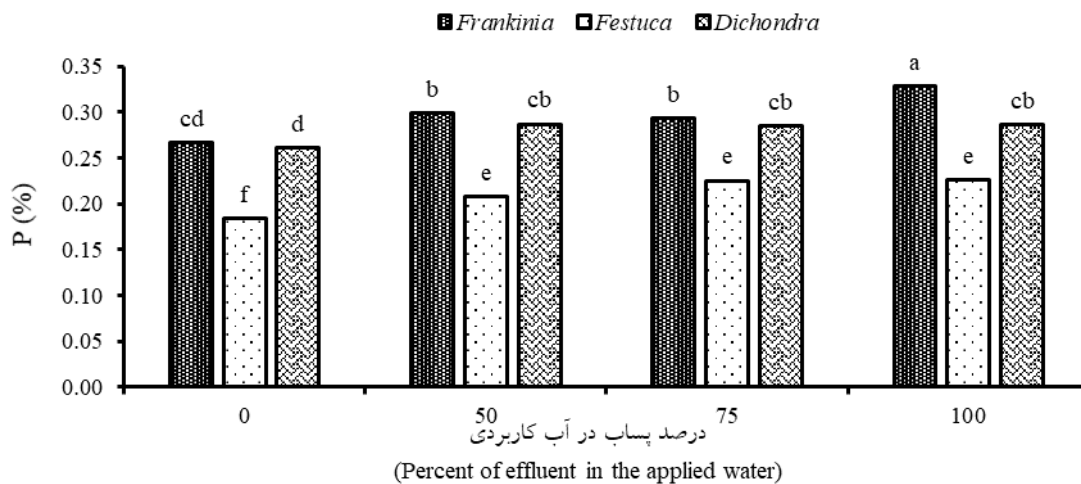 Frankinia Festuca Dichondra
P (%)
0.35
0.30
0.25
0.20
0.15
0.10
0.05
0.00
cd f d
b e cb
b e cb
a e cb
0 50 75 100
درصد پساب در آب کاربردی
(Percent of effluent in the applied water)